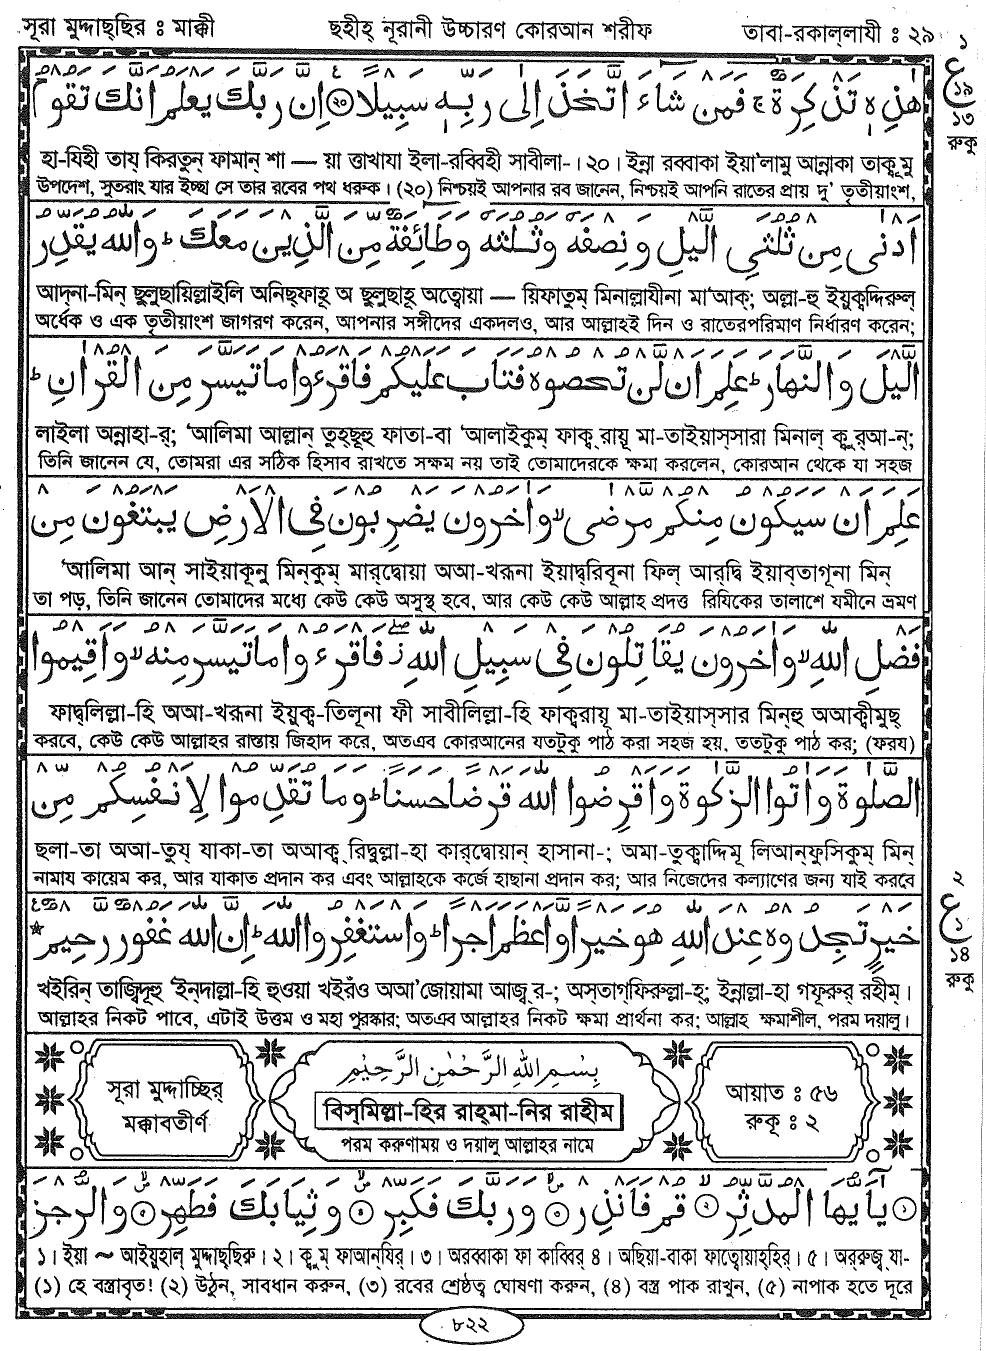 সূরা মুদ্দাছ্ছির ঃ মাক্কী ছহীহ্ নূরানী উচ্চারণ কোরআন শরীফ তাবা-রকাল্লাযী ঃ ২৯
১
ع
১৯
১৩
রুকু
هٰذِهٖ تَذْكِرَةٌ ۚ فَمَنْ شَآءَ اتَّخَذَ اِلٰى رَبِّهٖ سَبِيْلًا ﴿২০﴾ اِنَّ رَبَّكَ يَعْلَمُ اَنَّكَ تَقُوْمُ
হা-যিহী তায্ কিরতুন্ ফামান্ শা — য়া ত্তাখাযা ইলা-রব্বিহী সাবীলা-। ২০। ইন্না রব্বাকা ইয়া'লামু আন্নাকা তাক্বূমু
উপদেশ, সুতরাং যার ইচ্ছা সে তার রবের পথ ধরুক। (২০) নিশ্চয়ই আপনার রব জানেন, নিশ্চয়ই আপনি রাতের প্রায় দু' তৃতীয়াংশ,
اَدْنٰى مِنْ ثُلُثَىِ الَّيْلِ وَنِصْفَهٗ وَثُلُثَهٗ وَطَآئِفَةٌ مِّنَ الَّذِيْنَ مَعَكَ ؕ وَاللّٰهُ يُقَدِّرُ
আদ্না-মিন্ ছুলুছায়িল্লাইলি অনিছ্ফাহূ অ ছুলুছাহূ অত্বোয়া — য়িফাতুম্ মিনাল্লাযীনা মা'আক্; অল্লা-হু ইয়ুক্বদ্দিরুল্
অর্ধেক ও এক তৃতীয়াংশ জাগরণ করেন, আপনার সঙ্গীদের একদলও, আর আল্লাহই দিন ও রাতেরপরিমাণ নির্ধারণ করেন;
الَّيْلَ وَالنَّهَارَ ؕ عَلِمَ اَنْ لَّنْ تُحْصُوْهُ فَتَابَ عَلَيْكُمْ فَاقْرَءُوْا مَا تَيَسَّرَ مِنَ الْقُرْاٰنِ ؕ
লাইলা অন্নাহা-র্; 'আলিমা আল্লান্ তুহ্ছূহু ফাতা-বা 'আলাইকুম্ ফাক্ব্ রায়ূ মা-তাইয়াস্সারা মিনাল্ ক্বুর্আ-ন্;
তিনি জানেন যে, তোমরা এর সঠিক হিসাব রাখতে সক্ষম নয় তাই তোমাদেরকে ক্ষমা করলেন, কোরআন থেকে যা সহজ
عَلِمَ اَنْ سَيَكُوْنُ مِنْكُمْ مَّرْضٰى ۙ وَاٰخَرُوْنَ يَضْرِبُوْنَ فِى الْاَرْضِ يَبْتَغُوْنَ مِنْ
'আলিমা আন্ সাইয়াকূনু মিন্কুম্ মার্দ্বোয়া অআ-খরূনা ইয়াদ্বরিবূনা ফিল্ আর্দ্বি ইয়াব্তাগূনা মিন্
তা পড়, তিনি জানেন তোমাদের মধ্যে কেউ কেউ অসুস্থ হবে, আর কেউ কেউ আল্লাহ প্রদত্ত রিযিকের তালাশে যমীনে ভ্রমণ
فَضْلِ اللّٰهِ ۙ وَاٰخَرُوْنَ يُقَاتِلُوْنَ فِىْ سَبِيْلِ اللّٰهِ ۖ ز فَاقْرَءُوْا مَا تَيَسَّرَ مِنْهُ ۙ وَاَقِيْمُوا
ফাদ্বলিল্লা-হি অআ-খরূনা ইয়ুক্ব-তিলূনা ফী সাবীলিল্লা-হি ফাক্বরায়ূ মা-তাইয়াস্সার মিন্হু অআক্বীমুছ্
করবে, কেউ কেউ আল্লাহর রাস্তায় জিহাদ করে, অতএব কোরআনের যতটুকু পাঠ করা সহজ হয়, ততটুকু পাঠ কর; (ফরয)
الصَّلٰوةَ وَاٰتُوا الزَّكٰوةَ وَاَقْرِضُوا اللّٰهَ قَرْضًا حَسَنًا ؕ وَمَا تُقَدِّمُوْا لِاَنْفُسِكُمْ مِّنْ
ছলা-তা অআ-তুয্ যাকা-তা অআক্ব্ রিদ্বুল্লা-হা কার্দ্বোয়ান্ হাসানা-; অমা-তুক্বাদ্দিমূ লিআন্ফুসিকুম্ মিন্
নামায কায়েম কর, আর যাকাত প্রদান কর এবং আল্লাহকে কর্জে হাছানা প্রদান কর; আর নিজেদের কল্যাণের জন্য যাই করবে
২
ع
১
১৪
রুকু
خَيْرٍ تَجِدُوْهُ عِنْدَ اللّٰهِ هُوَ خَيْرًا وَّاَعْظَمَ اَجْرًا ؕ وَاسْتَغْفِرُوا اللّٰهَ ؕ اِنَّ اللّٰهَ غَفُوْرٌ رَّحِيْمٌ
খইরিন্ তাজ্বিদূহু 'ইন্দাল্লা-হি হুওয়া খইরঁও অআ'জোয়ামা আজ্ব্ র-; অস্তাগ্ফিরুল্লা-হ্; ইন্নাল্লা-হা গফূরুর্ রহীম্।
আল্লাহর নিকট পাবে, এটাই উত্তম ও মহা পুরস্কার; অতএব আল্লাহর নিকট ক্ষমা প্রার্থনা কর; আল্লাহ ক্ষমাশীল, পরম দয়ালু।
সূরা মুদ্দাচ্ছির্
মক্কাবতীর্ণ
بِسْمِ اللّٰهِ الرَّحْمٰنِ الرَّحِيْمِ
বিস্মিল্লা-হির রাহ্মা-নির রাহীম
পরম করুণাময় ও দয়ালু আল্লাহর নামে
আয়াত ঃ ৫৬
রুকূ ঃ ২
﴿১﴾ يٰٓاَيُّهَا الْمُدَّثِّرُ ﴿২﴾ قُمْ فَاَنْذِرْ ﴿৩﴾ وَرَبَّكَ فَكَبِّرْ ﴿৪﴾ وَثِيَابَكَ فَطَهِّرْ ﴿৫﴾ وَالرُّجْزَ
১। ইয়া ~ আইয়ুহাল্ মুদ্দাছ্ছিরু। ২। ক্বুম্ ফাআন্যির্। ৩। অরব্বাকা ফা কাব্বির্ ৪। অছিয়া-বাকা ফাত্বোয়াহ্হির্। ৫। অর্রুজ্ব্ যা-
(১) হে বস্ত্রাবৃত! (২) উঠুন, সাবধান করুন, (৩) রবের শ্রেষ্ঠত্ব ঘোষণা করুন, (৪) বস্ত্র পাক রাখুন, (৫) নাপাক হতে দূরে
৮২২